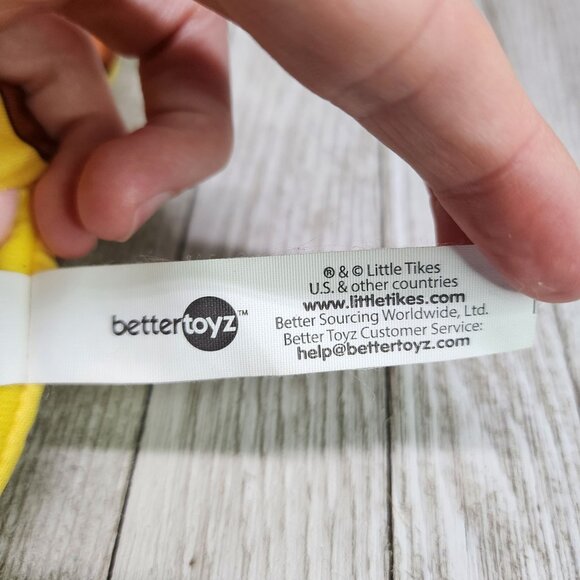 bettertoyz™
® & © Little Tikes
U.S. & other countries
www.littletikes.com
Better Sourcing Worldwide, Ltd.
Better Toyz Customer Service:
help@bettertoyz.com